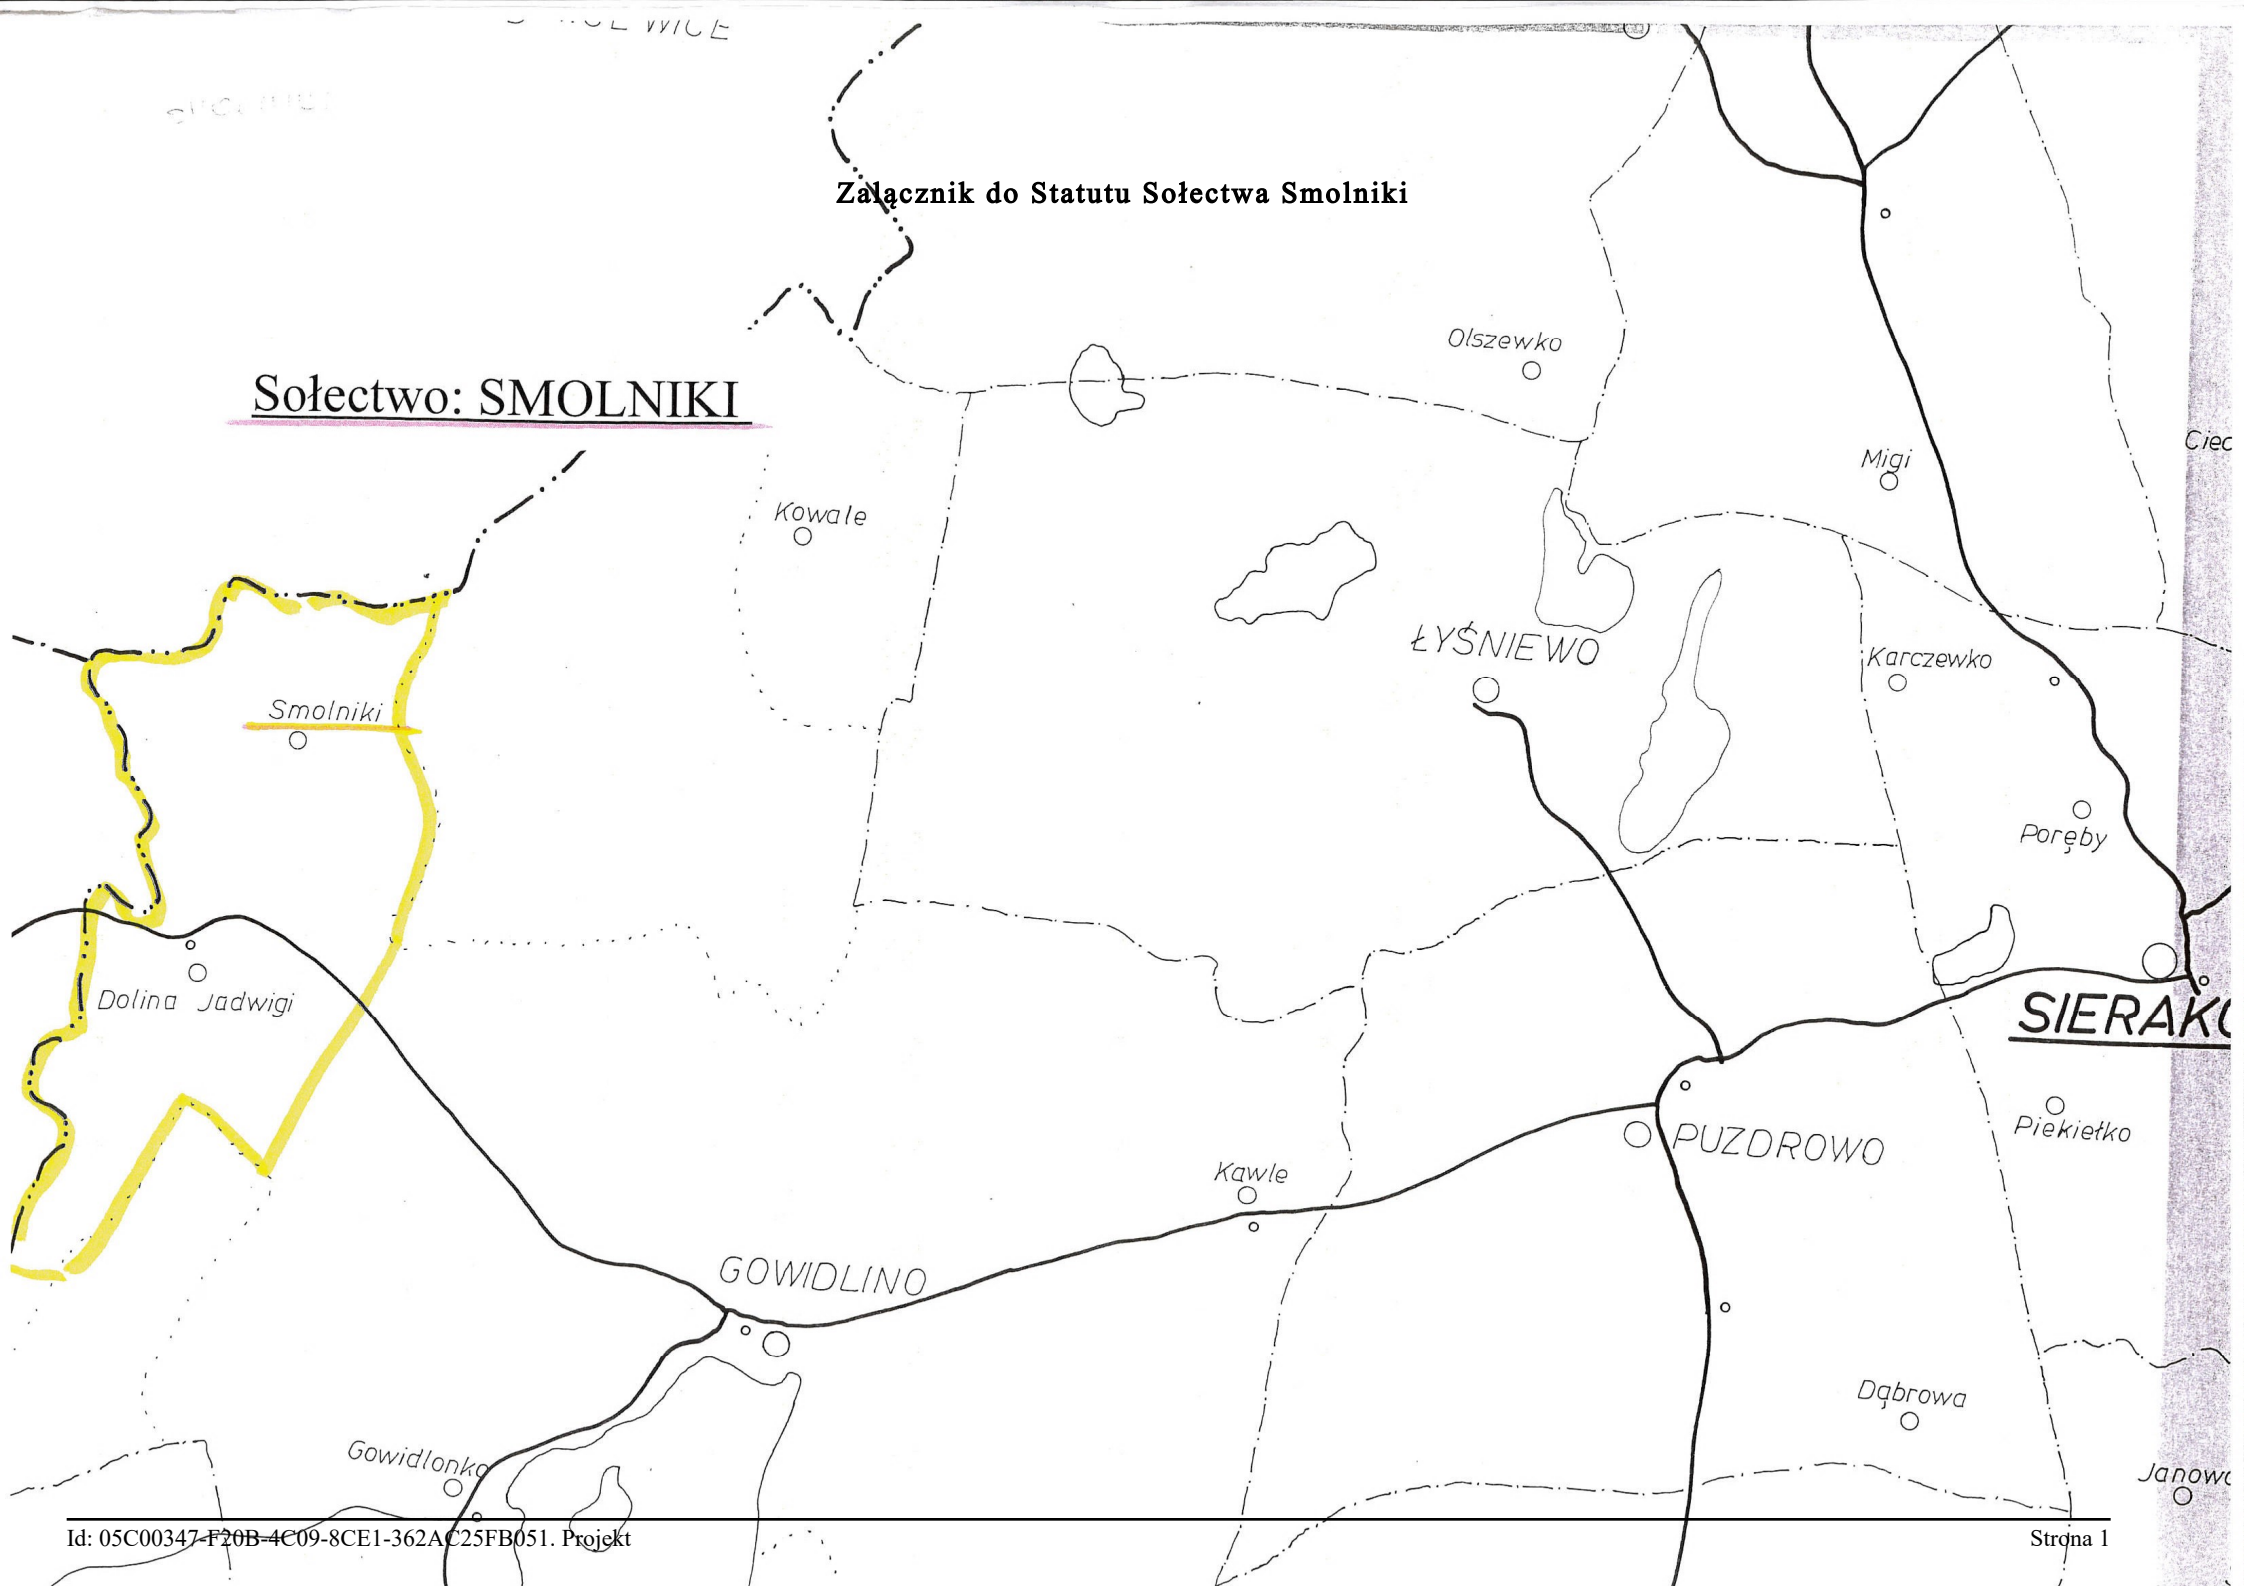 Załącznik do Statutu Sołectwa Smolniki
Olszewko
Sołectwo: SMOLNIKI
Migi
Kowale
ŁYŚNIEWO
Karczewko
Smolniki
Poręby
Dolina Jadwigi
SIERAK
PUZDROWO
Piekiełko
Kawle
GOWIDLINO
Dąbrowa
Gowidlonko
Id: 05C00347-F20B-4C09-8CE1-362AC25FB051. Projekt
Strona 1